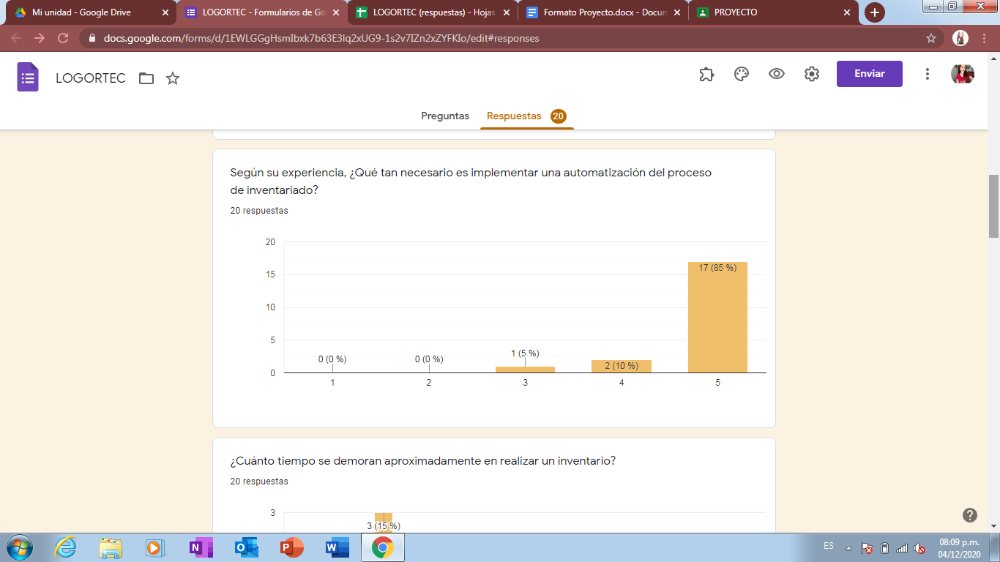 Mi unidad - Google Drive
LOGORTEC - Formularios de Go
LOGORTEC (respuestas) - Hojas
Formato Proyecto.docx - Docun
PROYECTO
docs.google.com/forms/d/1EWLGGgHsmIbxk7b63E3lq2xUG9-1s2v7IZn2xZYFKIo/edit#responses
LOGORTEC
Enviar
Preguntas
Respuestas 20
Según su experiencia, ¿Qué tan necesario es implementar una automatización del proceso
de inventariado?
20 respuestas
20
15
10
5
0
0 (0 %)
0 (0 %)
1 (5 %)
2 (10 %)
17 (85 %)
1 2 3 4 5
¿Cuánto tiempo se demoran aproximadamente en realizar un inventario?
20 respuestas
3
3 (15 %)
ES
08:09 p.m.
04/12/2020